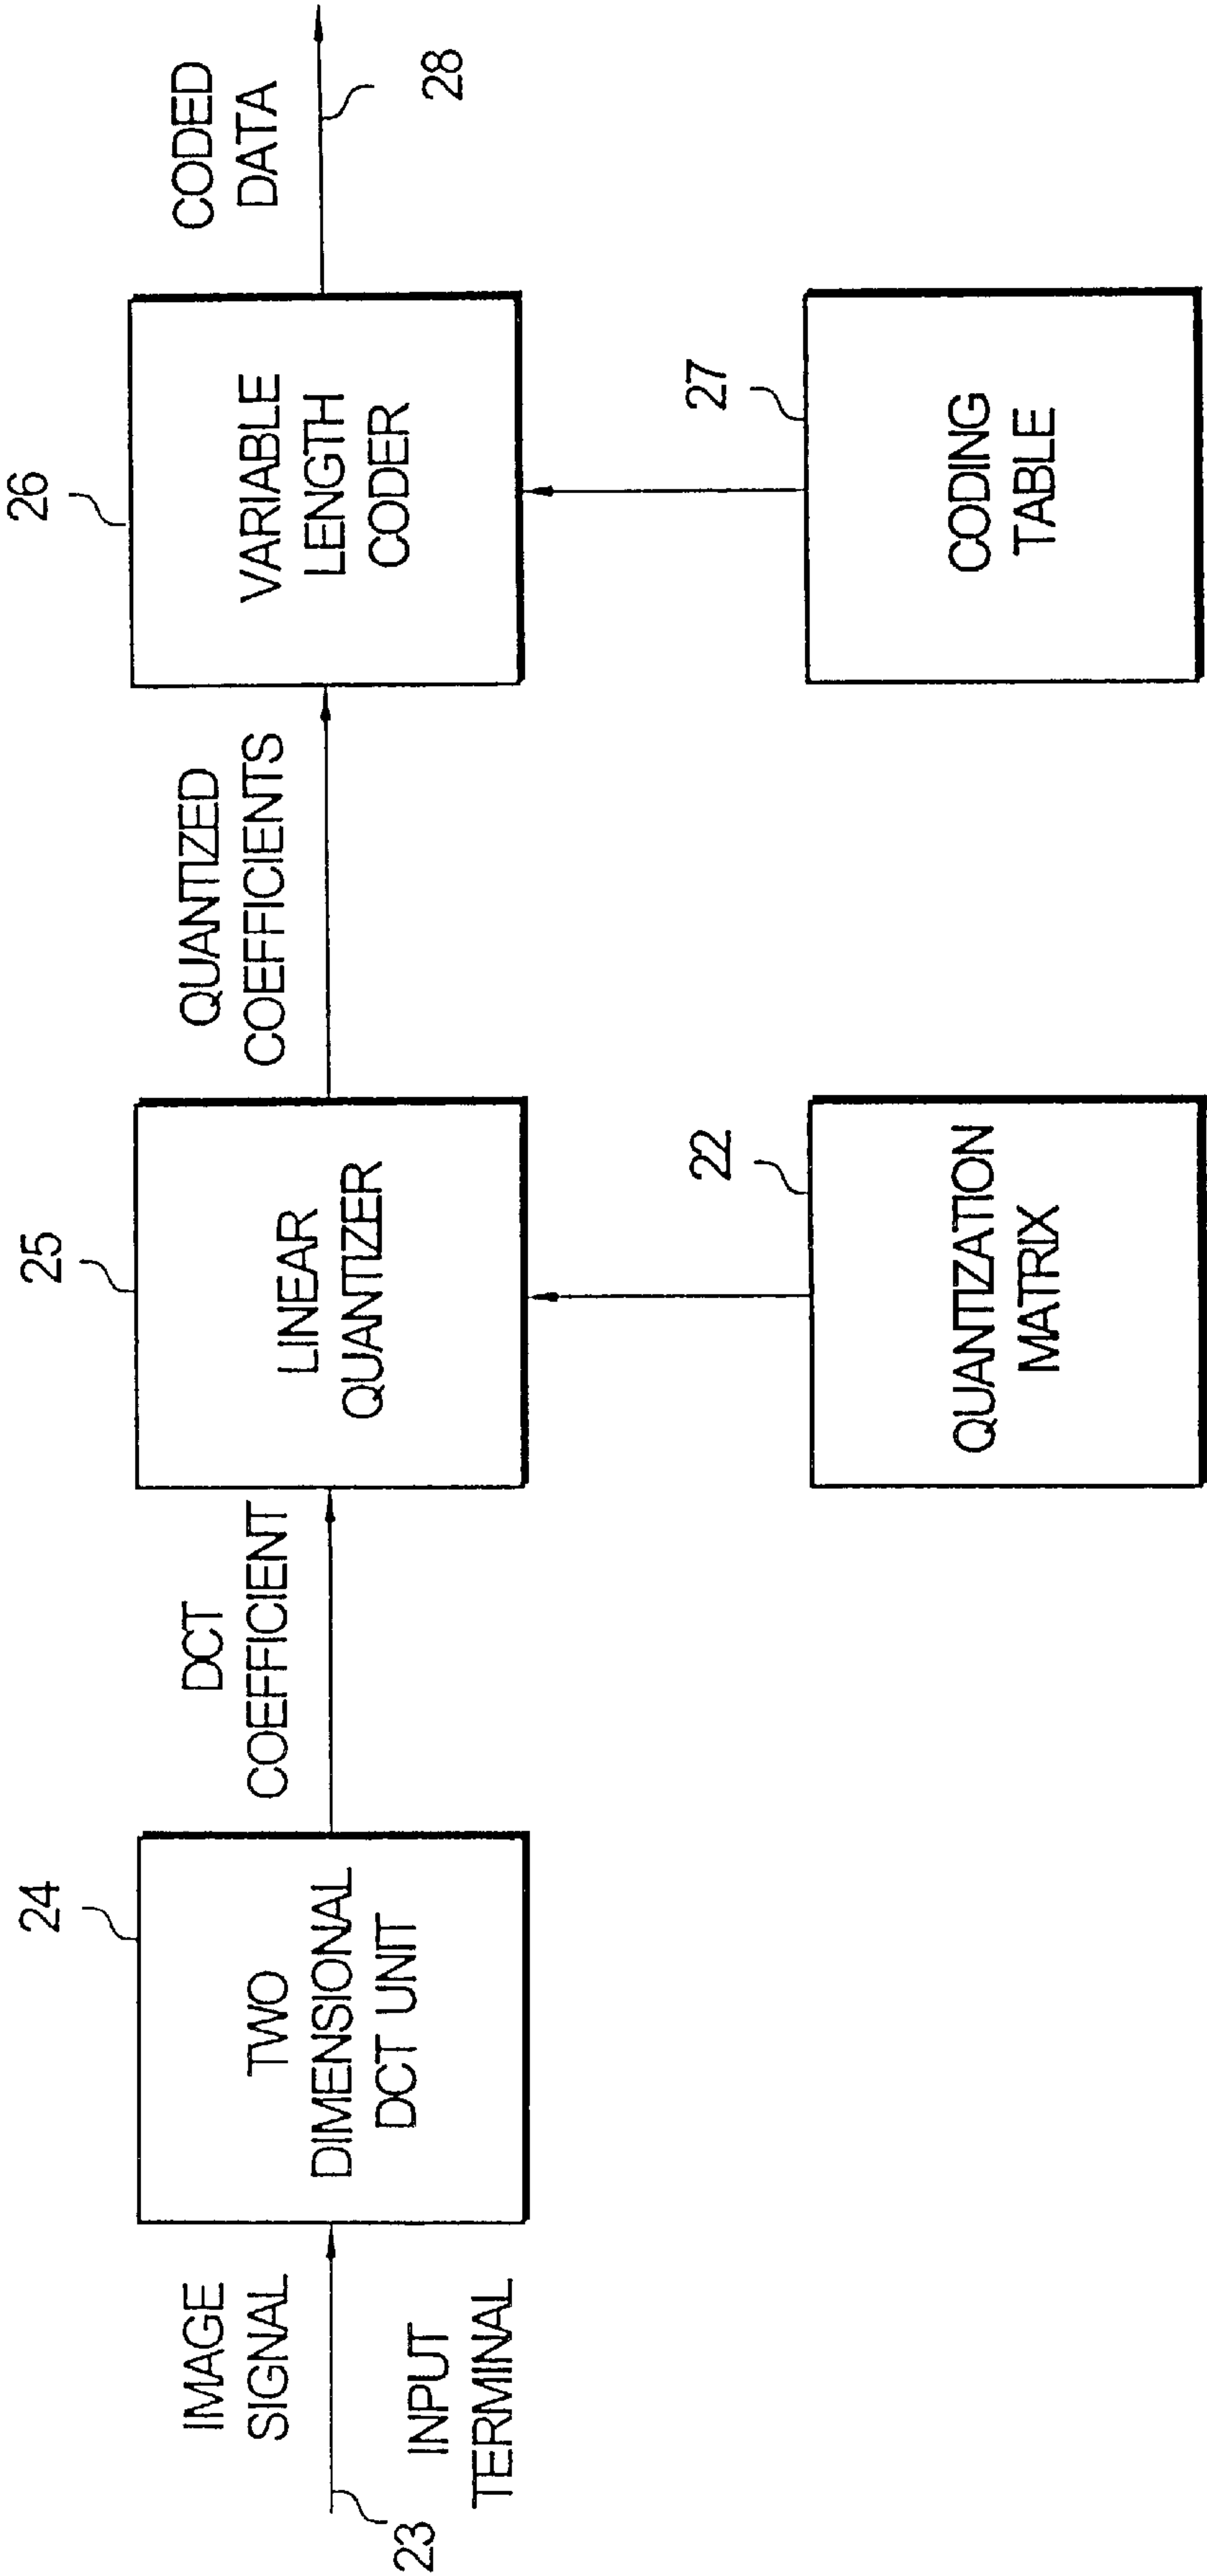 IMAGE
SIGNAL
23
INPUT
TERMINAL
24
TWO
DIMENSIONAL
DCT UNIT
DCT
COEFFICIENT
25
LINEAR
QUANTIZER
22
QUANTIZATION
MATRIX
QUANTIZED
COEFFICIENTS
26
VARIABLE
LENGTH
CODER
27
CODING
TABLE
CODED
DATA
28